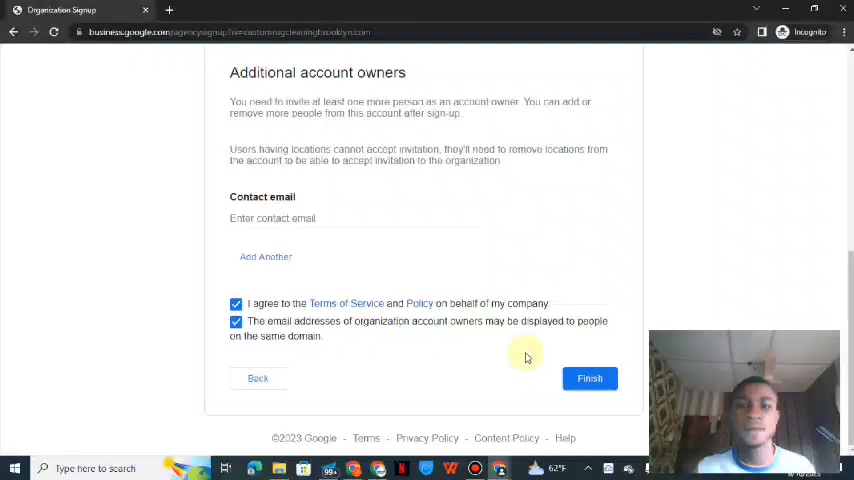 Organization Signup
business.google.com/agencysignup?w=customrugcleaningbrooklyn.com
Incognito
Additional account owners
You need to invite at least one more person as an account owner. You can add or
remove more people from this account after sign-up.
Users having locations cannot accept invitation, they'll need to remove locations from
the account to be able to accept invitation to the organization
Contact email
Enter contact email
Add Another
I agree to the Terms of Service and Policy on behalf of my company.
The email addresses of organization account owners may be displayed to people
on the same domain.
Back
Finish
©2023 Google - Terms - Privacy Policy - Content Policy - Help
Type here to search
99+
62°F